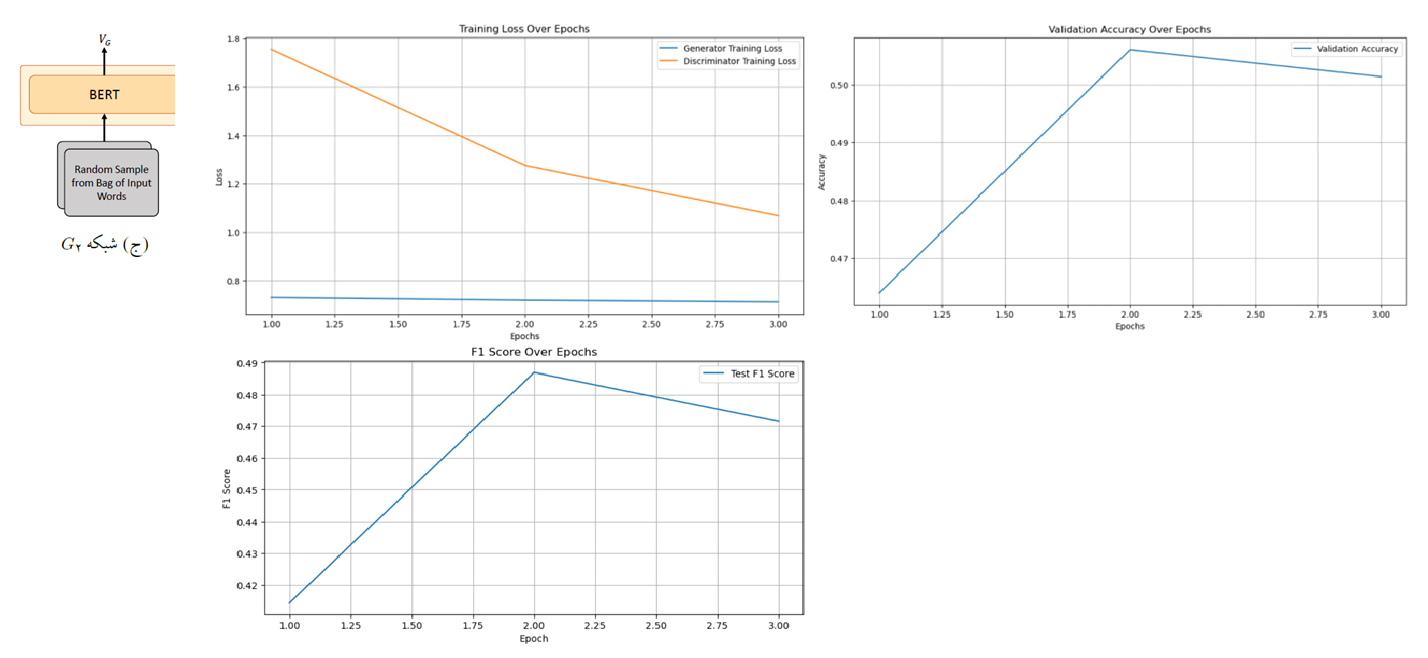 V_G
BERT
Random Sample
from Bag of Input
Words
(ج) شبکه G۲
Training Loss Over Epochs
Generator Training Loss
Discriminator Training Loss
1.8
1.6
1.4
1.2
1.0
0.8
Loss
1.00 1.25 1.50 1.75 2.00 2.25 2.50 2.75 3.00
Epochs
Validation Accuracy Over Epochs
Validation Accuracy
0.50
0.49
0.48
0.47
Accuracy
1.00 1.25 1.50 1.75 2.00 2.25 2.50 2.75 3.00
Epochs
F1 Score Over Epochs
Test F1 Score
0.49
0.48
0.47
0.46
0.45
0.44
0.43
0.42
F1 Score
1.00 1.25 1.50 1.75 2.00 2.25 2.50 2.75 3.00
Epoch